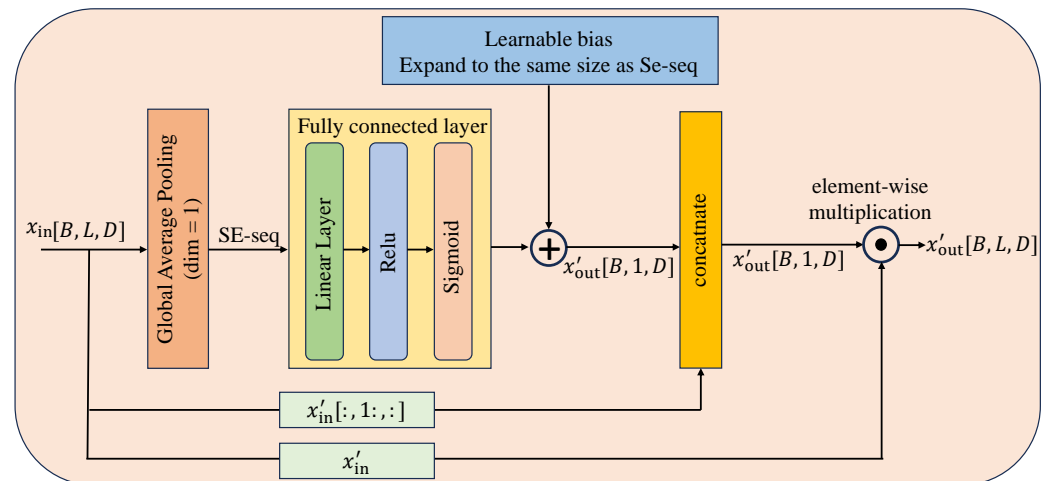 Learnable bias
Expand to the same size as Se-seq
x_in[B, L, D]
Global Average Pooling
(dim = 1)
SE-seq
Fully connected layer
Linear Layer
Relu
Sigmoid
+
x'_out[B, 1, D]
concatnate
x'_out[B, 1, D]
element-wise
multiplication
x'_out[B, L, D]
x'_in[:, 1:, :]
x'_in